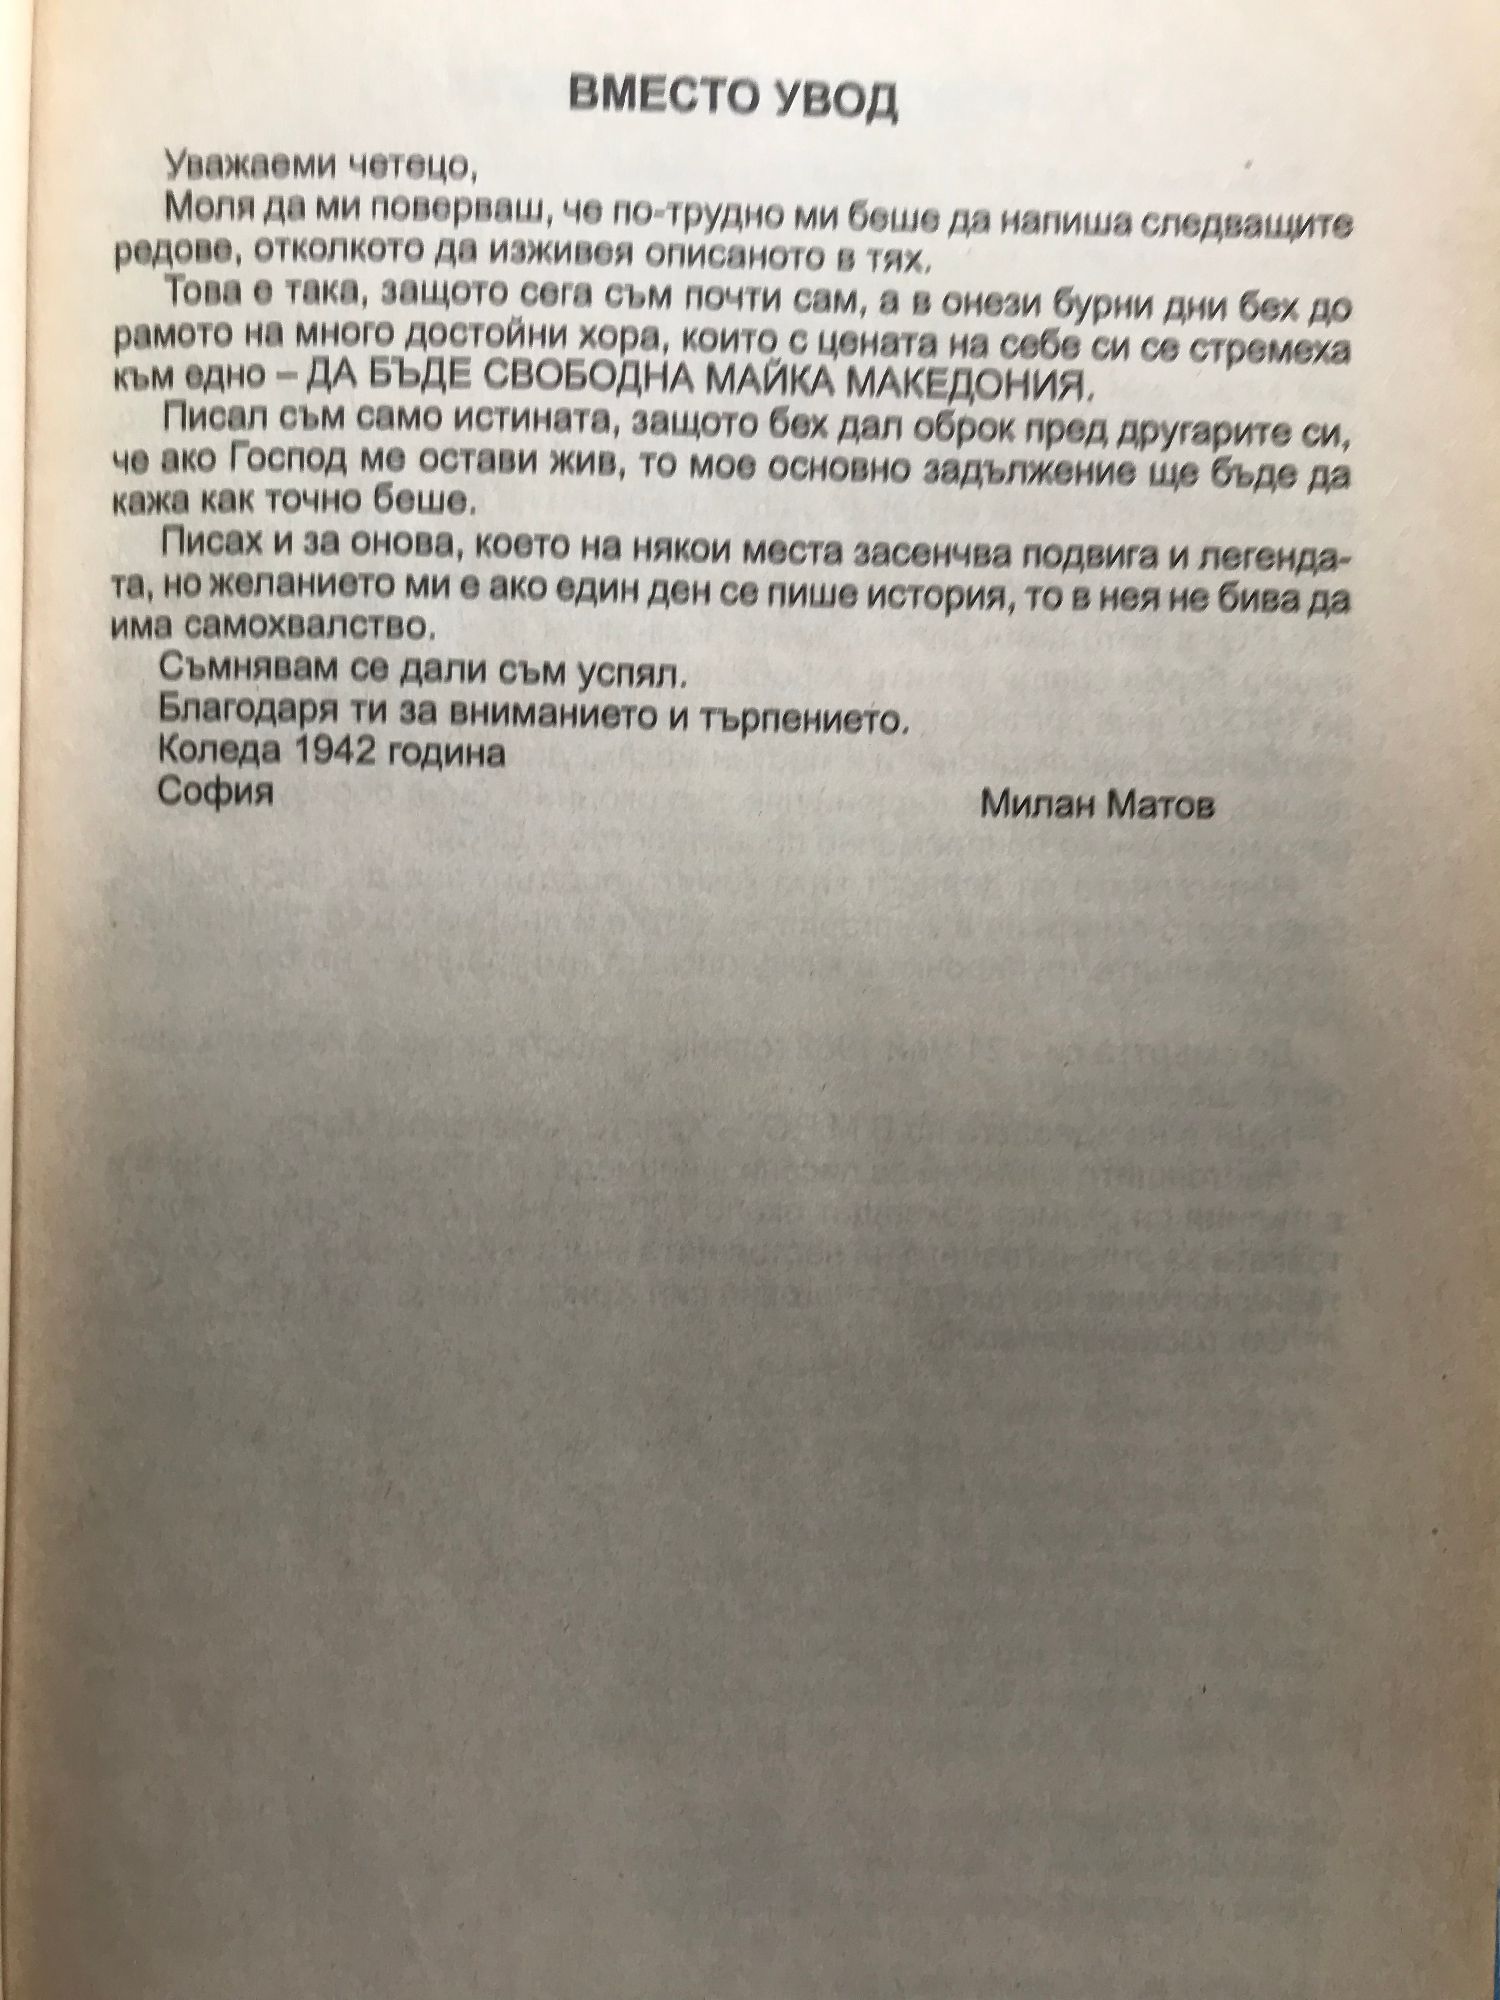 ВМЕСТО УВОД
Уважаеми четецо,
Моля да ми поверваш, че по-трудно ми беше да напиша следващите
редове, отколкото да изживея описаното в тях.
Това е така, защото сега съм почти сам, а в онези бурни дни бех до
рамото на много достойни хора, които с цената на себе си се стремеха
към едно – ДА БЪДЕ СВОБОДНА МАЙКА МАКЕДОНИЯ.
Писал съм само истината, защото бех дал оброк пред другарите си,
че ако Господ ме остави жив, то мое основно задължение ще бъде да
кажа как точно беше.
Писах и за онова, което на някои места засенчва подвига и легенда-
та, но желанието ми е ако един ден се пише история, то в нея не бива да
има самохвалство.
Съмнявам се дали съм успял.
Благодаря ти за вниманието и търпението.
Коледа 1942 година
София Милан Матов